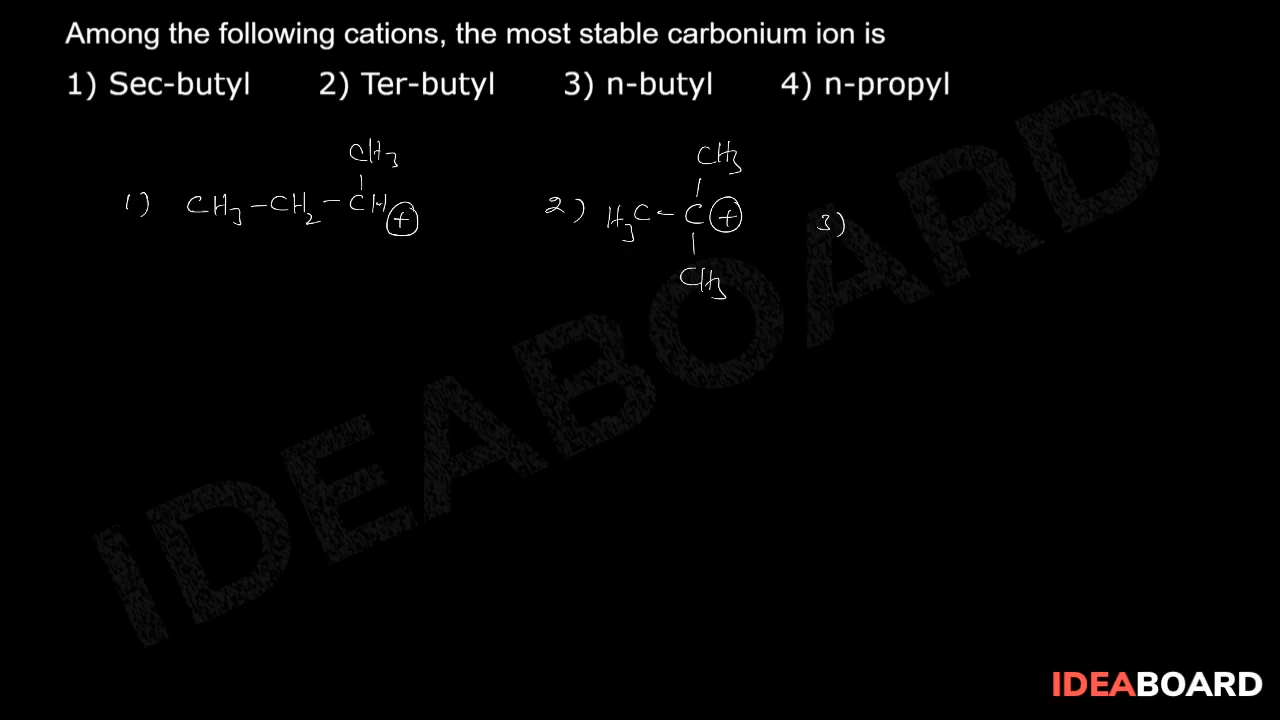 Among the following cations, the most stable carbonium ion is
1) Sec-butyl 2) Ter-butyl 3) n-butyl 4) n-propyl
CH3 CH3
1) CH3-CH2-CH+ 2) H3C-C+ 3)
CH3
IDEABOARD
IDEABOARD